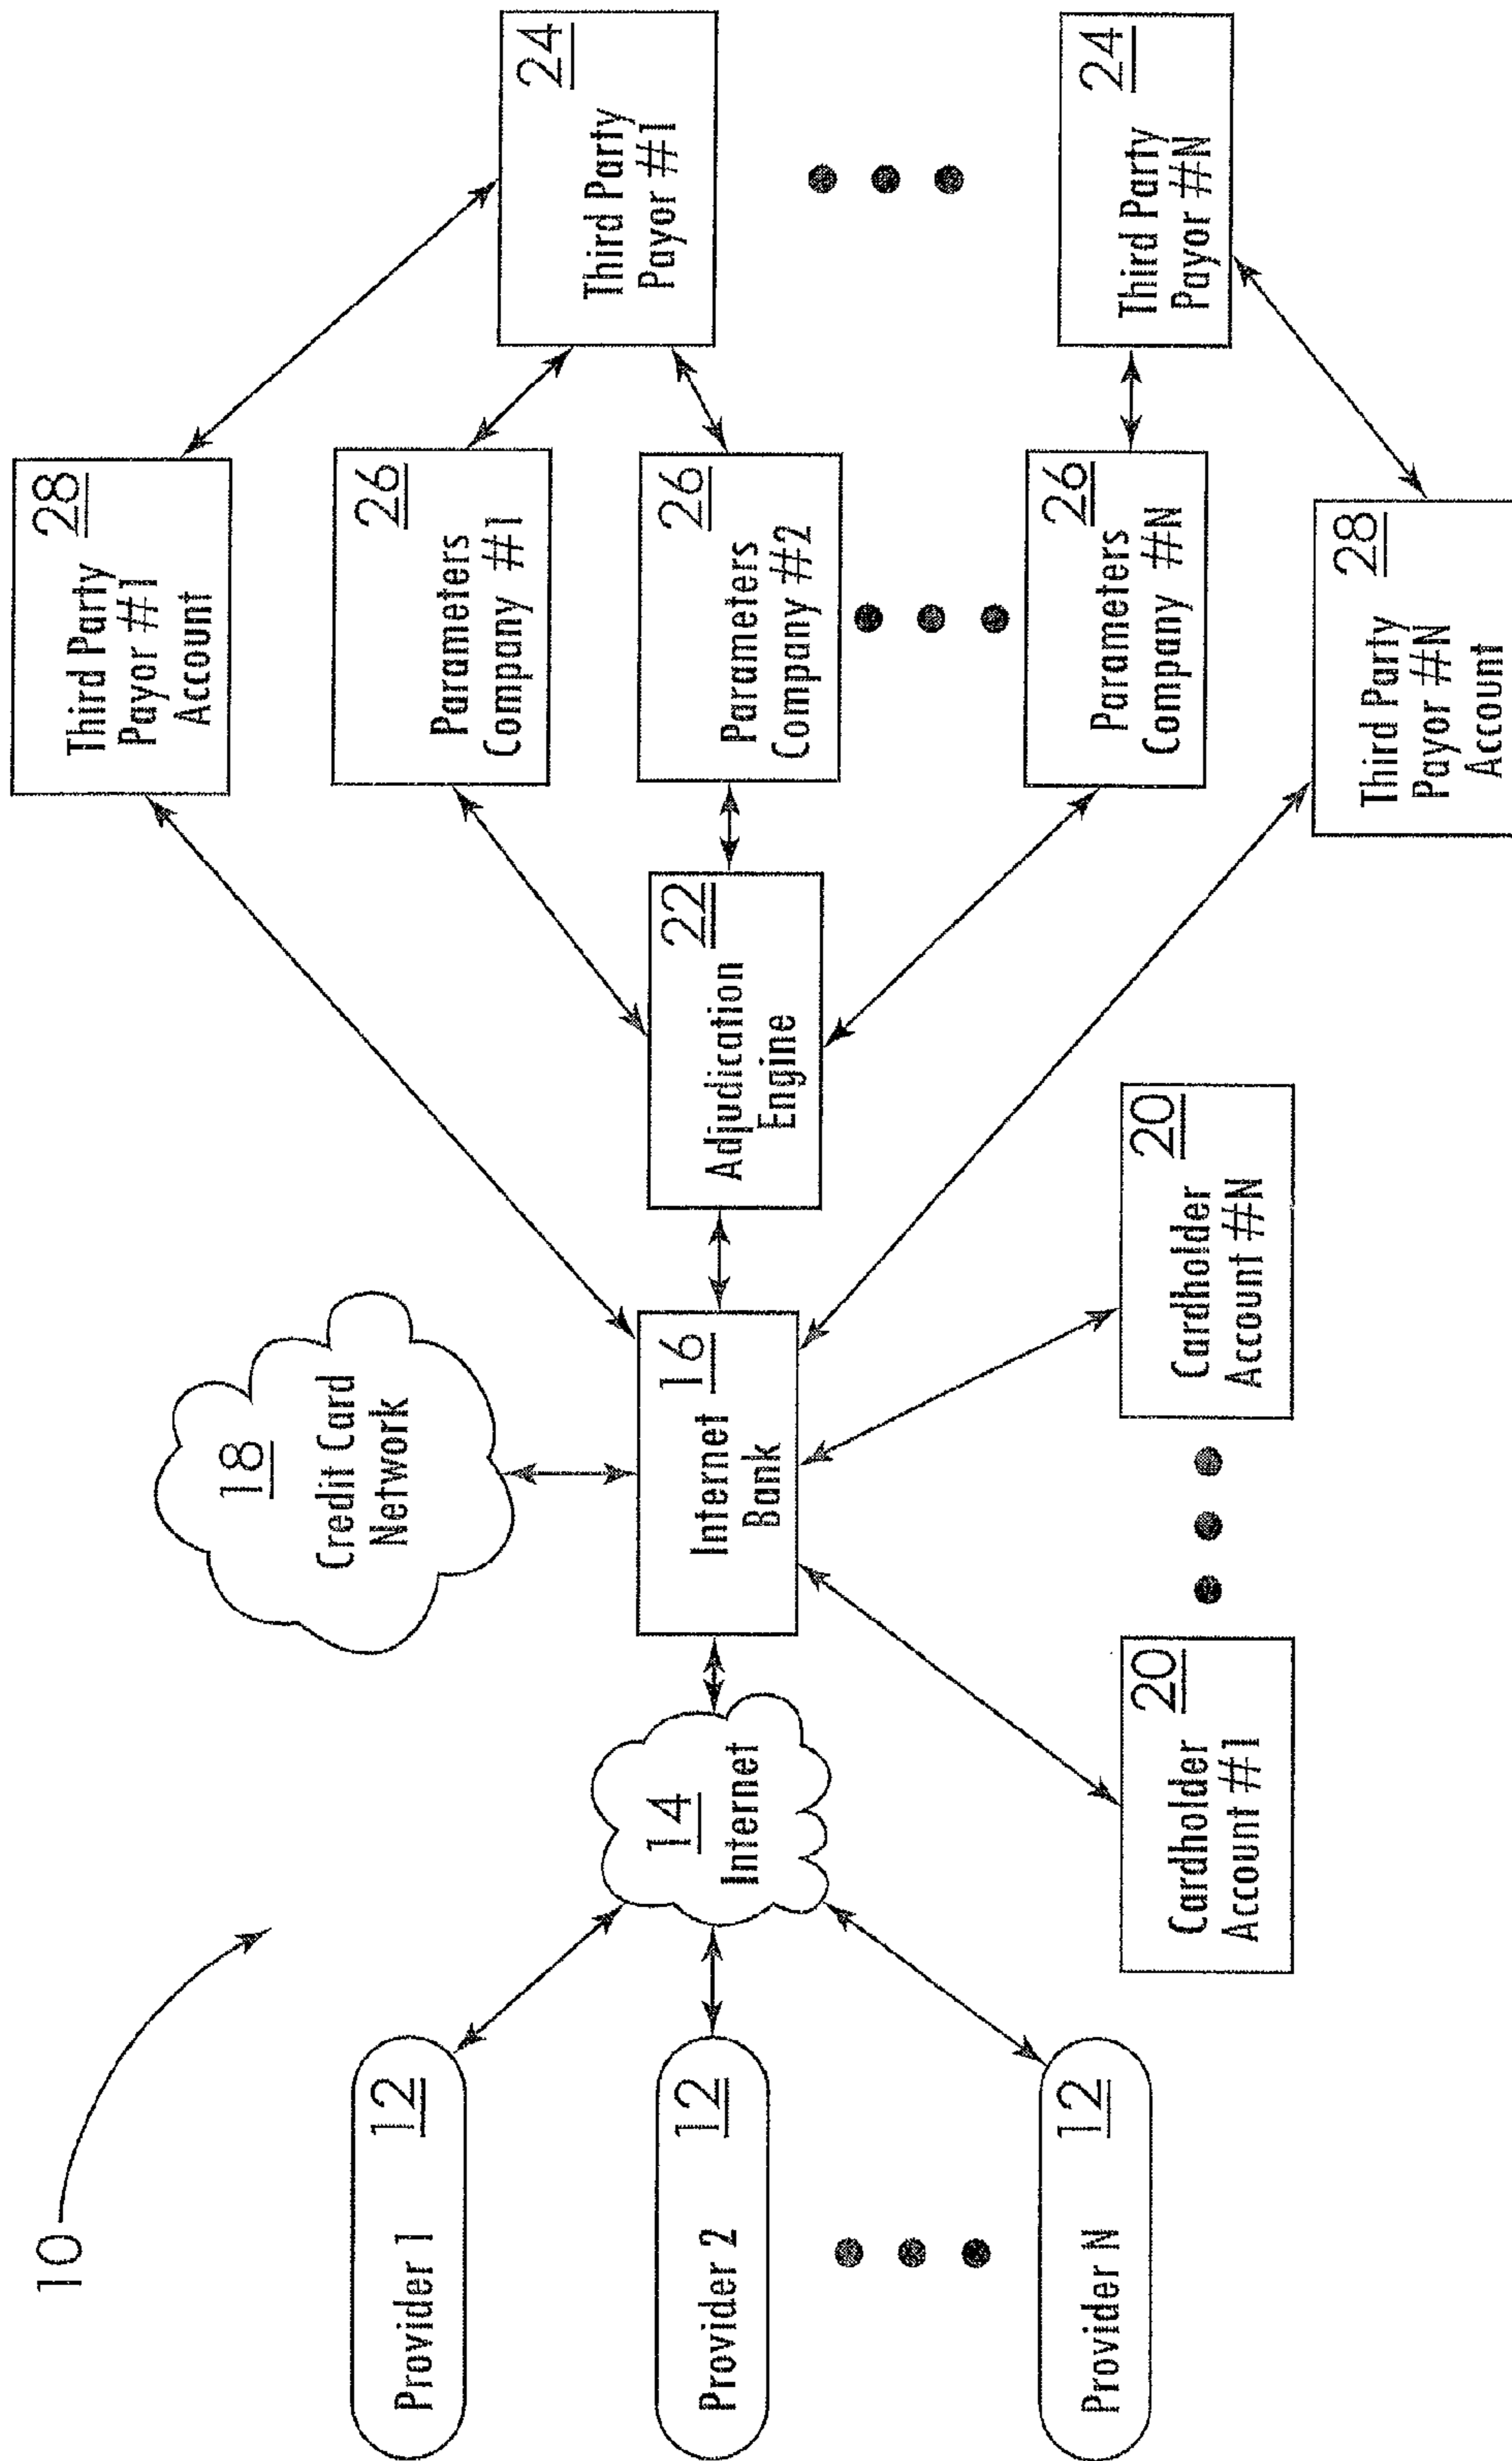 10
Provider 1
12
Provider 2
12
Provider N
12
14
Internet
18
Credit Card
Network
16
Internet
Bank
20
Cardholder
Account #1
20
Cardholder
Account #N
22
Adjudication
Engine
28
Third Party
Payor #1
Account
26
Parameters
Company #1
26
Parameters
Company #2
26
Parameters
Company #N
28
Third Party
Payor #N
Account
24
Third Party
Payor #1
24
Third Party
Payor #N